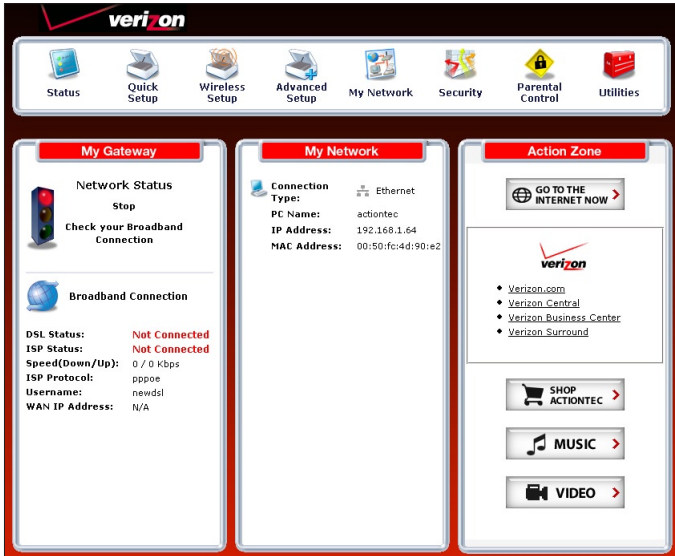 verizon
Status
Quick
Setup
Wireless
Setup
Advanced
Setup
My Network
Security
Parental
Control
Utilities
My Gateway
Network Status
Stop
Check your Broadband
Connection
Broadband Connection
DSL Status: Not Connected
ISP Status: Not Connected
Speed(Down/Up): 0 / 0 Kbps
ISP Protocol: pppoe
Username: newdsl
WAN IP Address: N/A
My Network
Connection
Type: Ethernet
PC Name: actiontec
IP Address: 192.168.1.64
MAC Address: 00:50:fc:4d:90:e2
Action Zone
GO TO THE
INTERNET NOW
verizon
Verizon.com
Verizon Central
Verizon Business Center
Verizon Surround
SHOP
ACTIONTEC
MUSIC
VIDEO